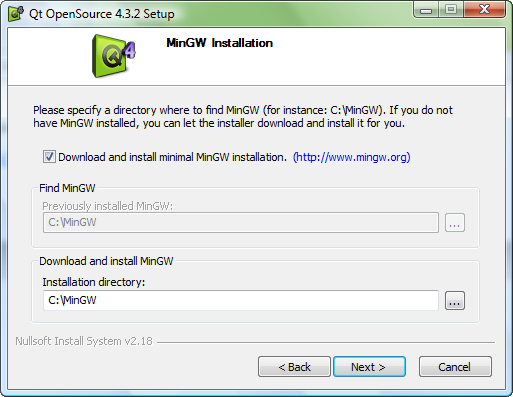 Qt OpenSource 4.3.2 Setup
4
MinGW Installation
Please specify a directory where to find MinGW (for instance: C:\MinGW). If you do not
have MinGW installed, you can let the installer download and install it for you.
Download and install minimal MinGW installation. (http://www.mingw.org)
Find MinGW
Previously installed MinGW:
C:\MinGW
...
Download and install MinGW
Installation directory:
C:\MinGW
...
Nullsoft Install System v2.18
< Back Next > Cancel